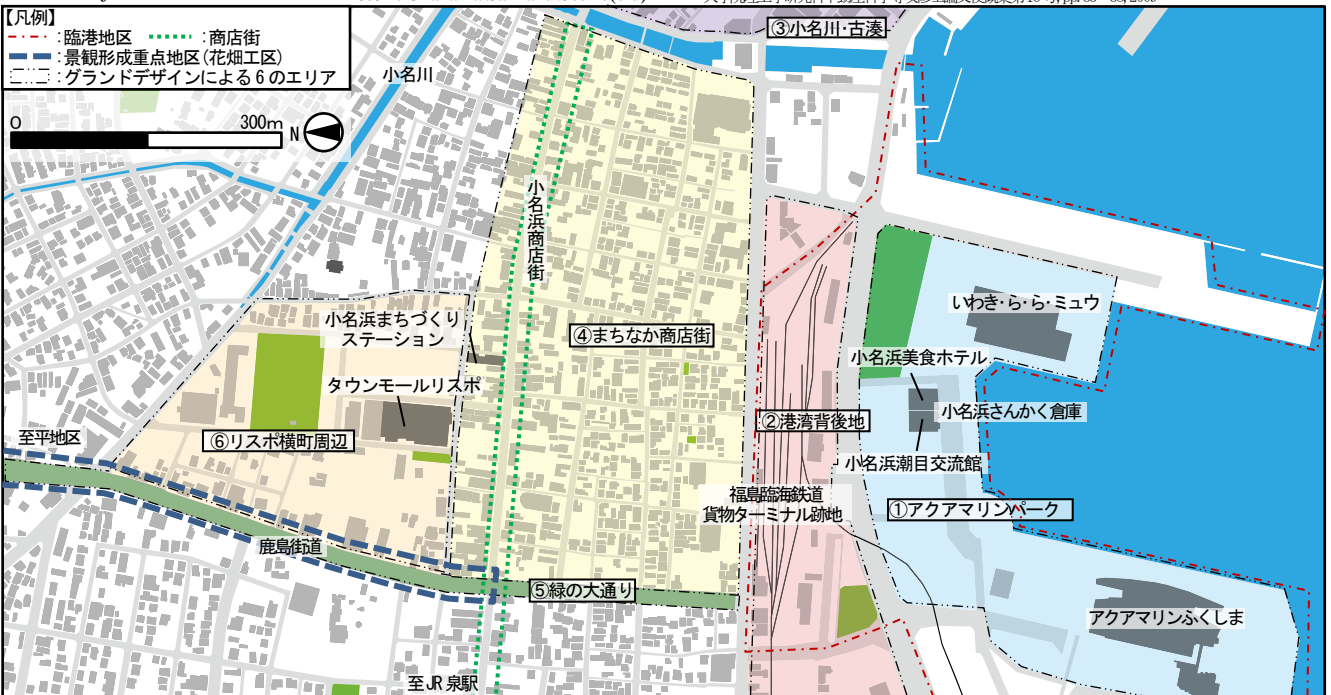 【凡例】
:臨港地区
:商店街
:景観形成重点地区(花畑工区)
:グランドデザインによる6のエリア
0
300m
N
小名川
③小名川・古湊
小名浜商店街
いわき・ら・ら・ミュウ
小名浜まちづくり
ステーション
④まちなか商店街
小名浜美食ホテル
タウンモールリスポ
小名浜さんかく倉庫
②港湾背後地
至平地区
⑥リスポ横町周辺
小名浜潮目交流館
福島臨海鉄道
貨物ターミナル跡地
①アクアマリンパーク
鹿島街道
⑤緑の大通り
アクアマリンふくしま
至JR泉駅